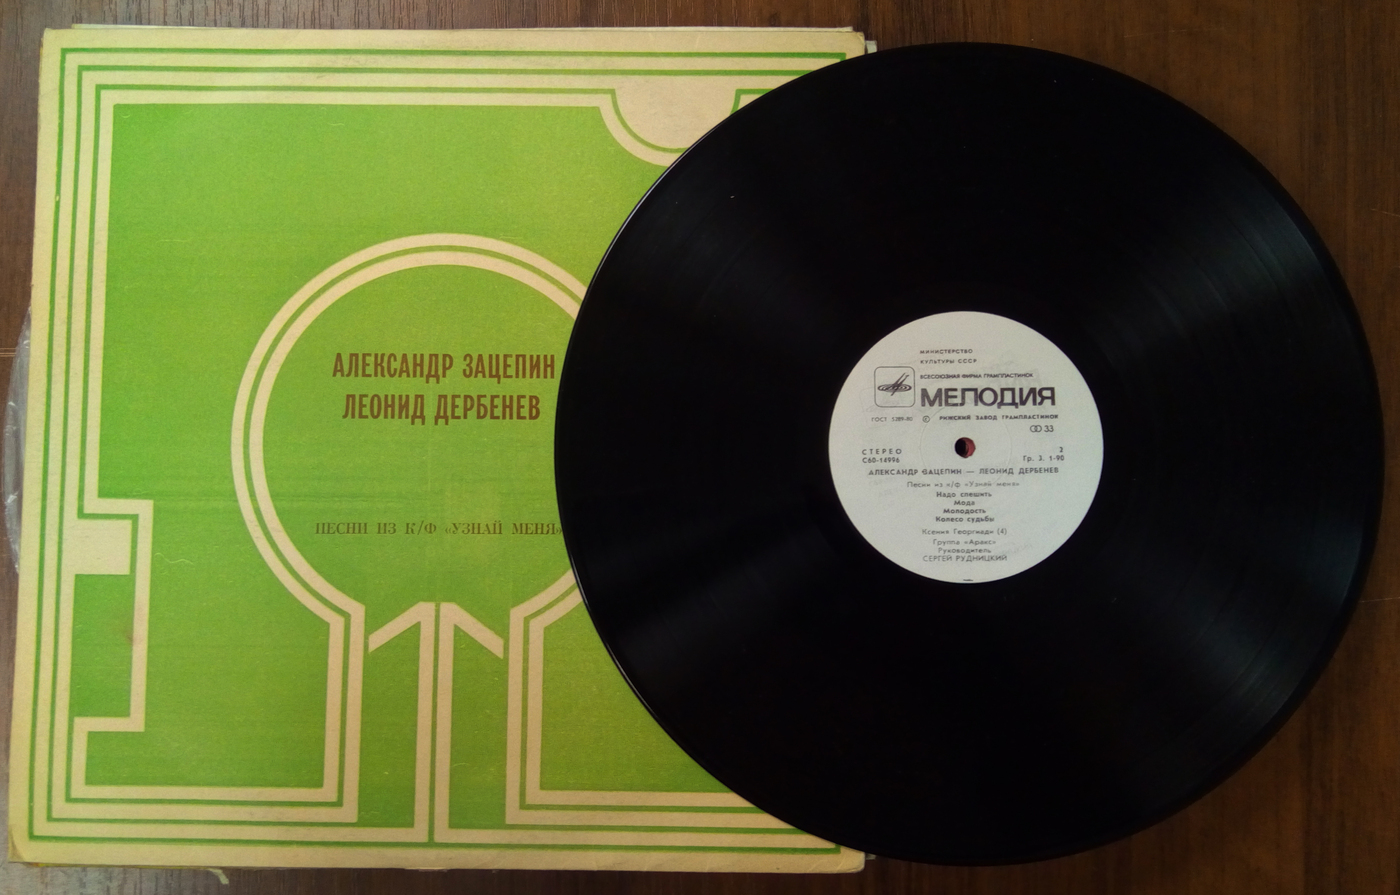 АЛЕКСАНДР ЗАЦЕПИН
ЛЕОНИД ДЕРБЕНЕВ
ПЕСНИ ИЗ К/Ф «УЗНАЙ МЕНЯ»
МИНИСТЕРСТВО
КУЛЬТУРЫ СССР
ВСЕСОЮЗНАЯ ФИРМА ГРАМПЛАСТИНОК
МЕЛОДИЯ
ГОСТ 5289-80 © РИЖСКИЙ ЗАВОД ГРАМПЛАСТИНОК
33
СТЕРЕО 2
С60-14996 Гр. 3. 1-90
АЛЕКСАНДР ЗАЦЕПИН — ЛЕОНИД ДЕРБЕНЕВ
Песни из к/ф «Узнай меня»
Надо спешить
Мода
Молодость
Колесо судьбы
Ксения Георгиади (4)
Группа «Аракс»
Руководитель
СЕРГЕЙ РУДНИЦКИЙ